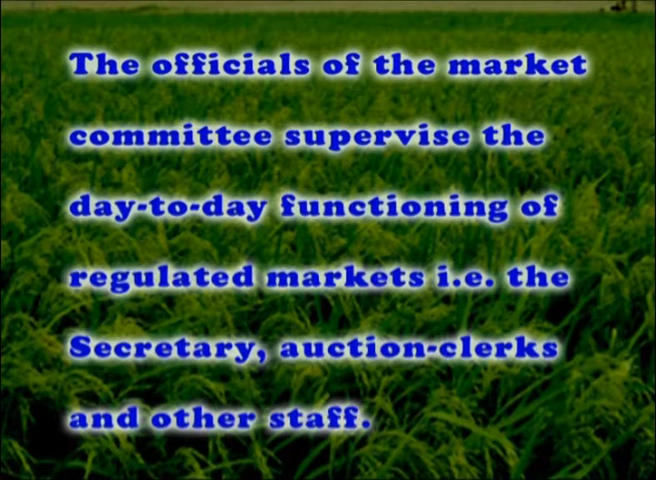 The officials of the market
committee supervise the
day-to-day functioning of
regulated markets i.e. the
Secretary, auction-clerks
and other staff.